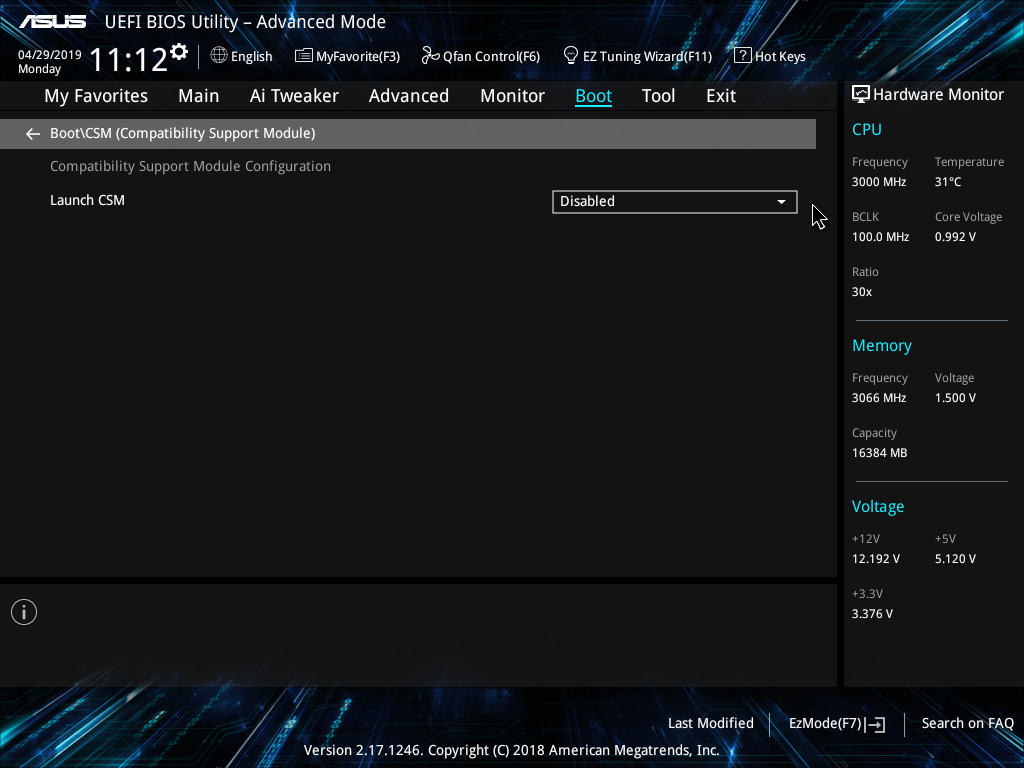 ASUS UEFI BIOS Utility – Advanced Mode
04/29/2019
Monday
11:12
English
MyFavorite(F3)
Qfan Control(F6)
EZ Tuning Wizard(F11)
? Hot Keys
My Favorites Main Ai Tweaker Advanced Monitor Boot Tool Exit
Boot\CSM (Compatibility Support Module)
Compatibility Support Module Configuration
Launch CSM Disabled
Hardware Monitor
CPU
Frequency Temperature
3000 MHz 31°C
BCLK Core Voltage
100.0 MHz 0.992 V
Ratio
30x
Memory
Frequency Voltage
3066 MHz 1.500 V
Capacity
16384 MB
Voltage
+12V +5V
12.192 V 5.120 V
+3.3V
3.376 V
Last Modified EzMode(F7) Search on FAQ
Version 2.17.1246. Copyright (C) 2018 American Megatrends, Inc.